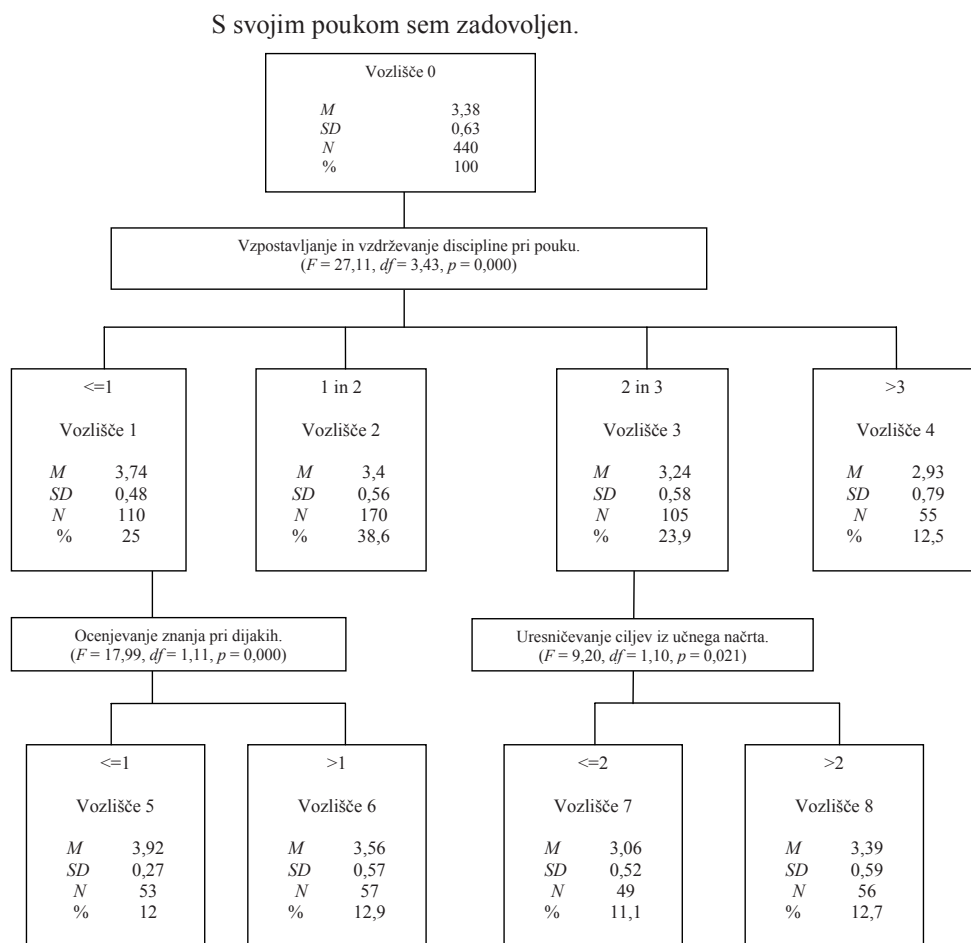 S svojim poukom sem zadovoljen.
Vozlišče 0
M 3,38
SD 0,63
N 440
% 100
Vzpostavljanje in vzdrževanje discipline pri pouku.
(F = 27,11, df = 3,43, p = 0,000)
<=1
Vozlišče 1
M 3,74
SD 0,48
N 110
% 25
1 in 2
Vozlišče 2
M 3,4
SD 0,56
N 170
% 38,6
2 in 3
Vozlišče 3
M 3,24
SD 0,58
N 105
% 23,9
>3
Vozlišče 4
M 2,93
SD 0,79
N 55
% 12,5
Ocenjevanje znanja pri dijakih.
(F = 17,99, df = 1,11, p = 0,000)
Uresničevanje ciljev iz učnega načrta.
(F = 9,20, df = 1,10, p = 0,021)
<=1
Vozlišče 5
M 3,92
SD 0,27
N 53
% 12
>1
Vozlišče 6
M 3,56
SD 0,57
N 57
% 12,9
<=2
Vozlišče 7
M 3,06
SD 0,52
N 49
% 11,1
>2
Vozlišče 8
M 3,39
SD 0,59
N 56
% 12,7